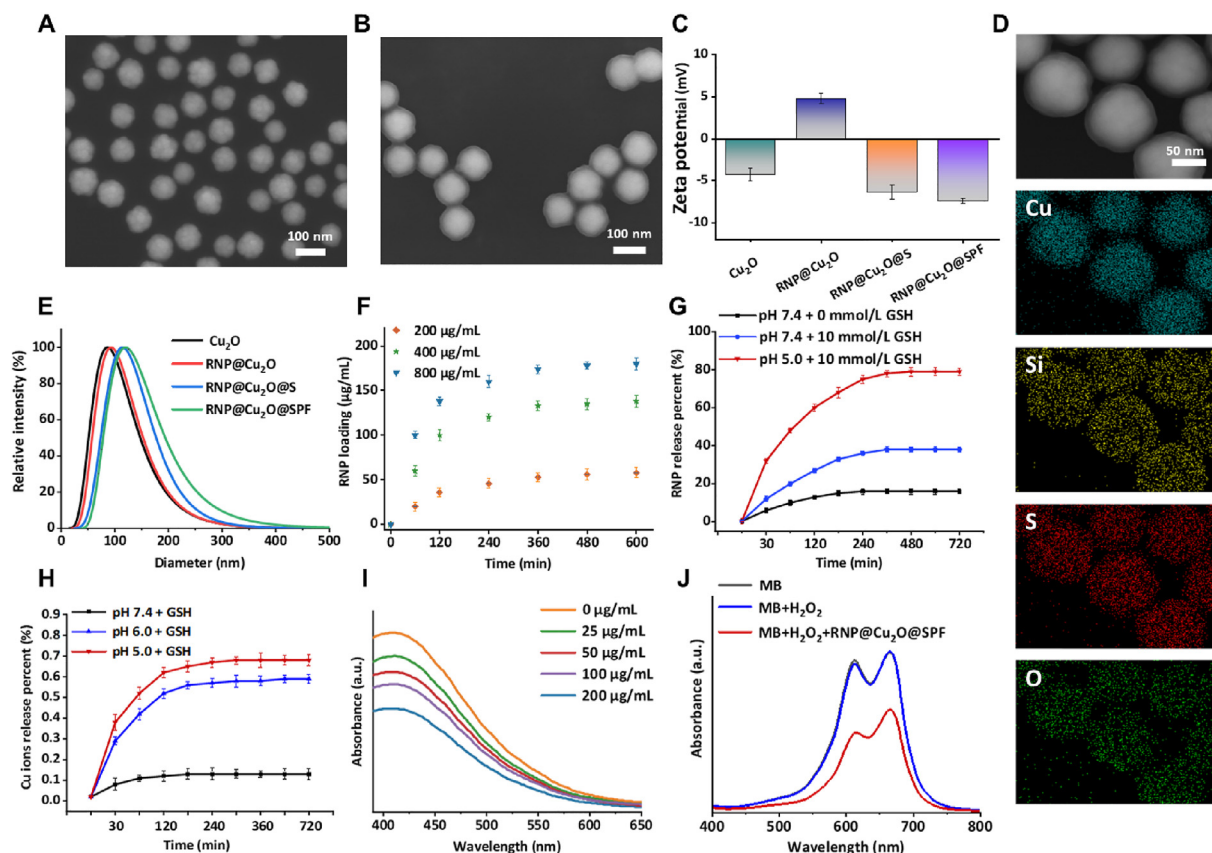 A
B
C
D
100 nm
100 nm
Zeta potential (mV)
10
5
0
-5
-10
Cu₂O
RNP@Cu₂O
RNP@Cu₂O@S
RNP@Cu₂O@SPF
50 nm
Cu
Si
S
O
E
Relative intensity (%)
100
80
60
40
20
0
Cu₂O
RNP@Cu₂O
RNP@Cu₂O@S
RNP@Cu₂O@SPF
0 100 200 300 400 500
Diameter (nm)
F
RNP loading (µg/mL)
200
150
100
50
0
200 µg/mL
400 µg/mL
800 µg/mL
0 120 240 360 480 600
Time (min)
G
pH 7.4 + 0 mmol/L GSH
pH 7.4 + 10 mmol/L GSH
pH 5.0 + 10 mmol/L GSH
RNP release percent (%)
80
60
40
20
0
30 120 240 480 720
Time (min)
H
Cu ions release percent (%)
0.9
0.8
0.7
0.6
0.5
0.4
0.3
0.2
0.1
0.0
pH 7.4 + GSH
pH 6.0 + GSH
pH 5.0 + GSH
30 120 240 360 720
Time (min)
I
Absorbance (a.u.)
0 µg/mL
25 µg/mL
50 µg/mL
100 µg/mL
200 µg/mL
400 450 500 550 600 650
Wavelength (nm)
J
MB
MB+H₂O₂
MB+H₂O₂+RNP@Cu₂O@SPF
Absorbance (a.u.)
400 500 600 700 800
Wavelength (nm)